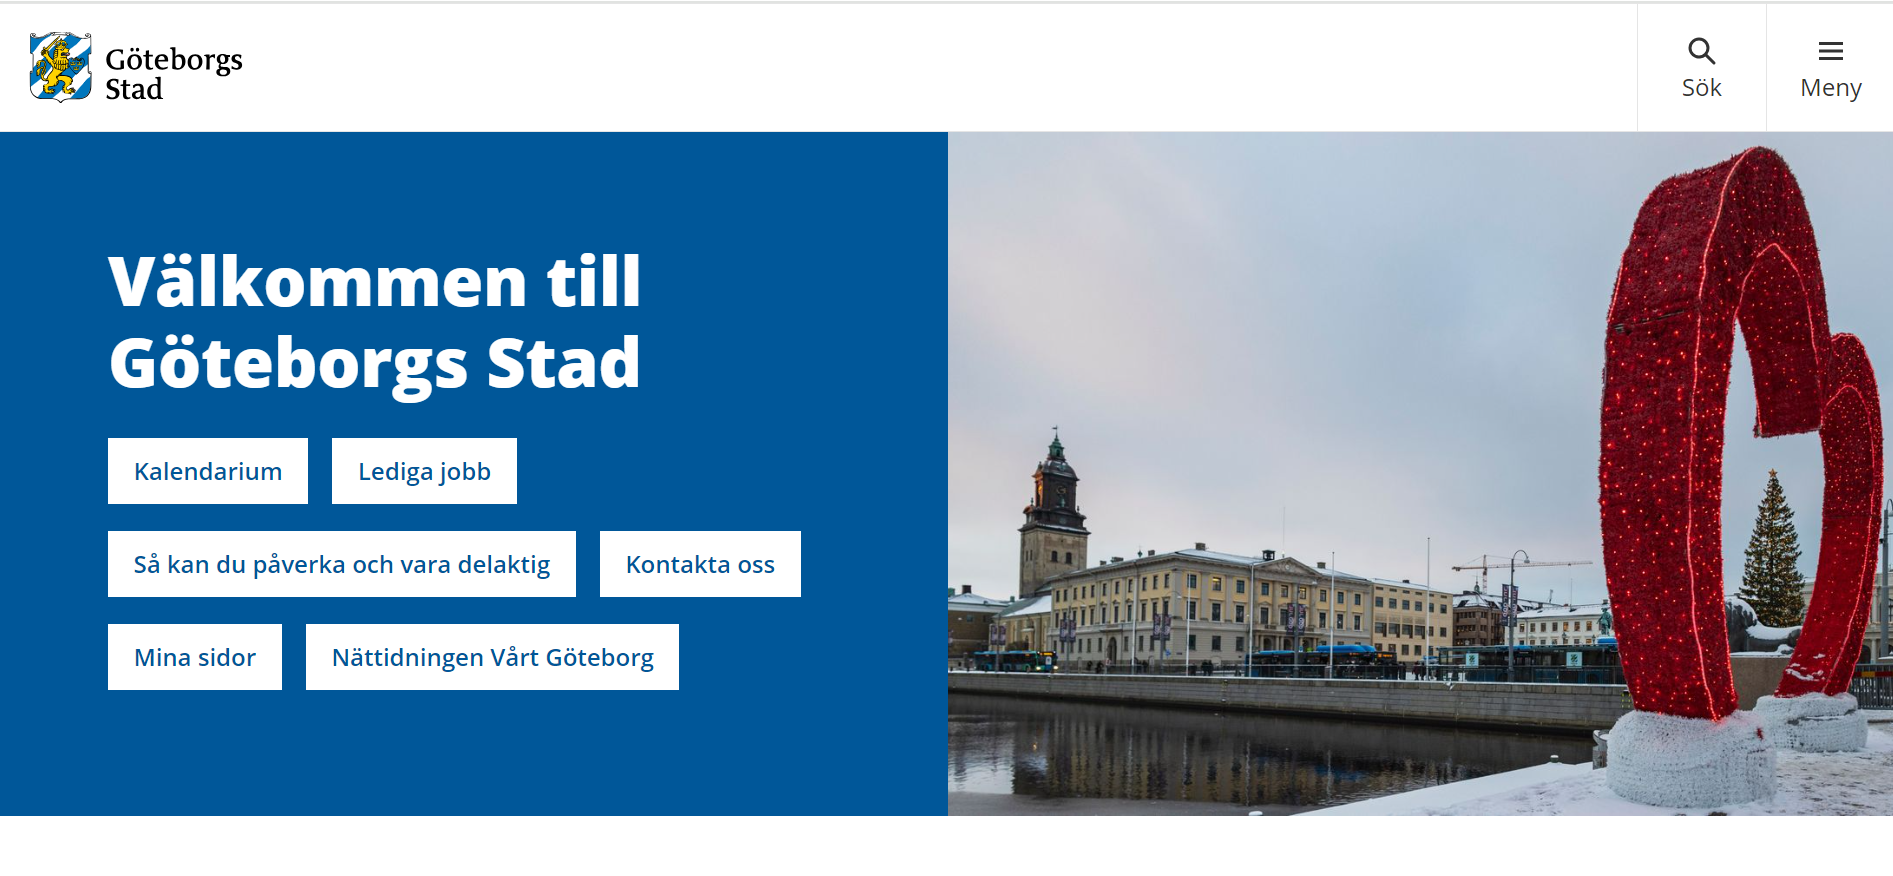 Göteborgs
Stad
Sök
Meny
Välkommen till
Göteborgs Stad
Kalendarium
Lediga jobb
Så kan du påverka och vara delaktig
Kontakta oss
Mina sidor
Nättidningen Vårt Göteborg